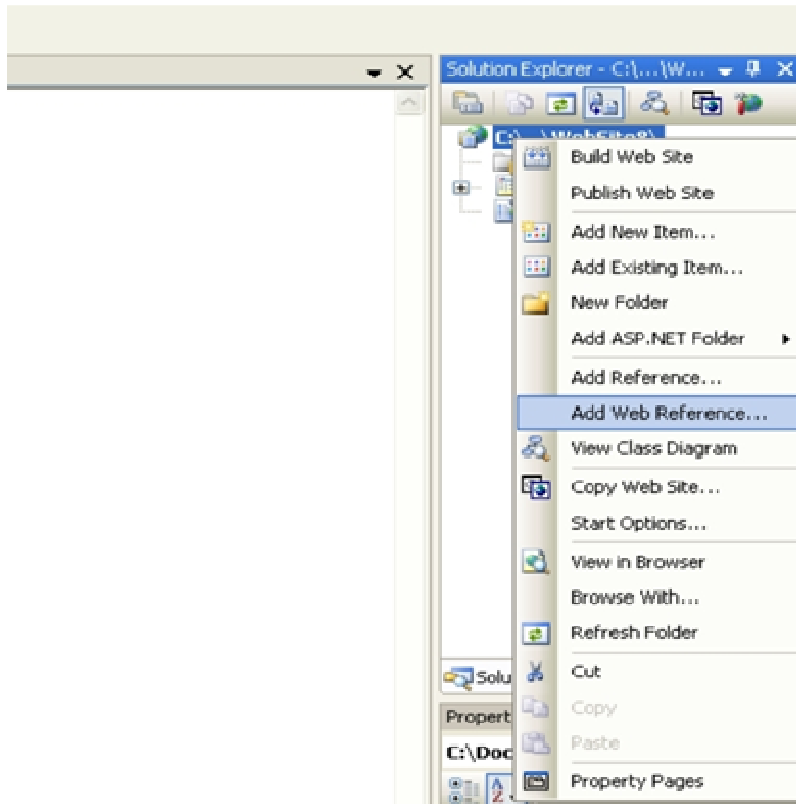 Solution Explorer - C:\...\W...
C:\...\WebSite8\
Build Web Site
Publish Web Site
Add New Item...
Add Existing Item...
New Folder
Add ASP.NET Folder
Add Reference...
Add Web Reference...
View Class Diagram
Copy Web Site...
Start Options...
View in Browser
Browse With...
Refresh Folder
Solu
Cut
Propert
Copy
C:\Doc
Paste
Property Pages